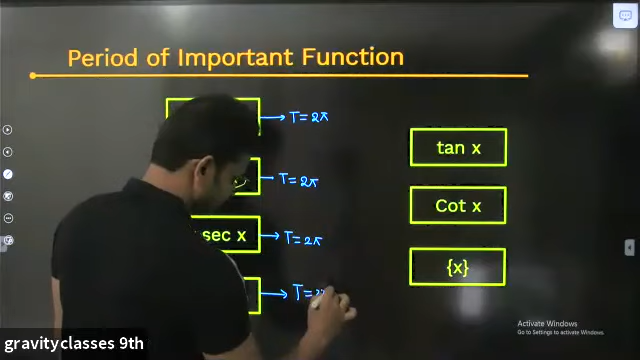 Period of Important Function
T = 2π
T = 2π
sec x
T = 2π
T =
tan x
Cot x
{x}
Activate Windows
Go to Settings to activate Windows.
gravityclasses 9th